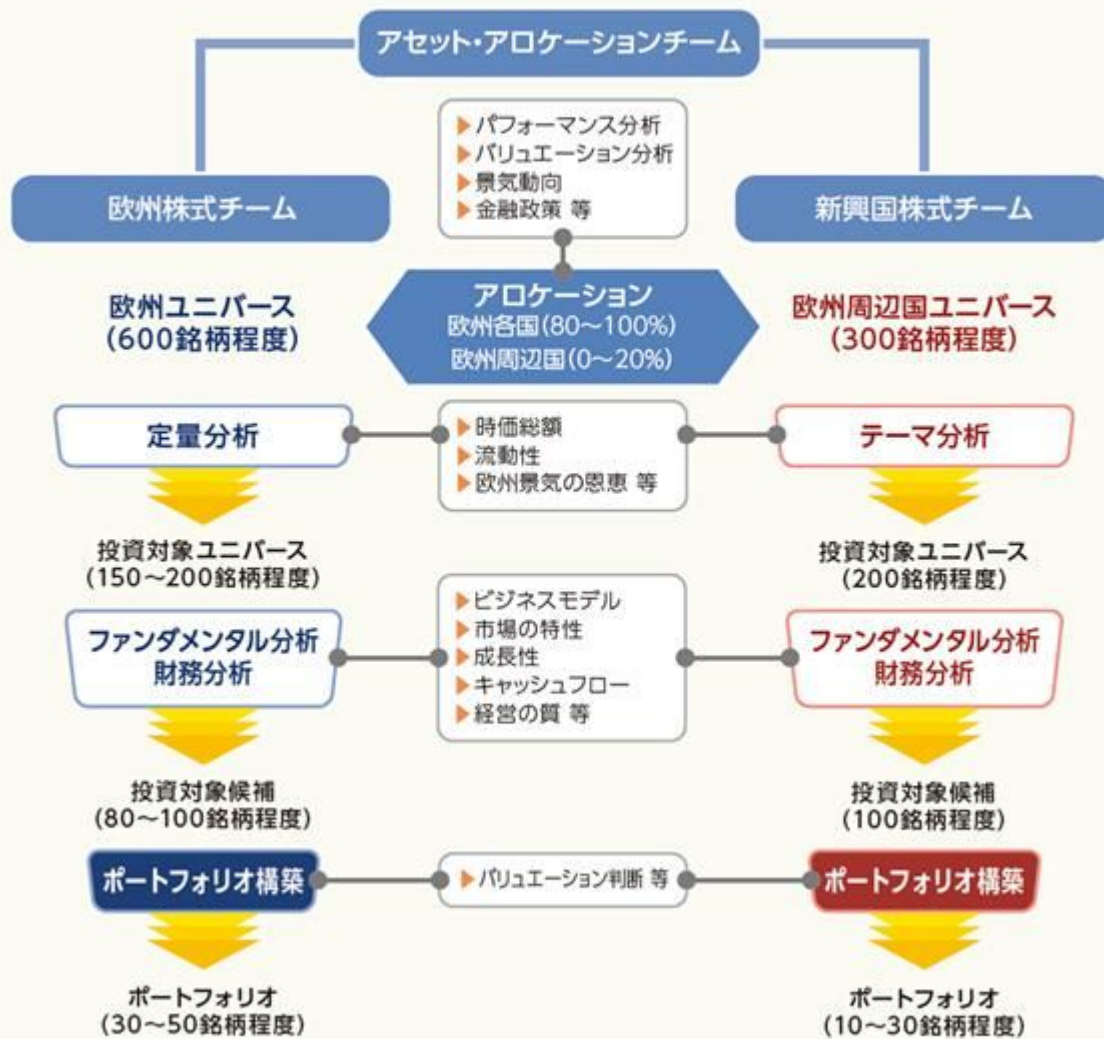 アセット・アロケーションチーム
▶パフォーマンス分析
▶バリュエーション分析
▶景気動向
▶金融政策 等
欧州株式チーム
新興国株式チーム
欧州ユニバース
(600銘柄程度)
アロケーション
欧州各国(80～100%)
欧州周辺国(0～20%)
欧州周辺国ユニバース
(300銘柄程度)
定量分析
▶時価総額
▶流動性
▶欧州景気の恩恵 等
テーマ分析
投資対象ユニバース
(150～200銘柄程度)
投資対象ユニバース
(200銘柄程度)
ファンダメンタル分析
財務分析
▶ビジネスモデル
▶市場の特性
▶成長性
▶キャッシュフロー
▶経営の質 等
ファンダメンタル分析
財務分析
投資対象候補
(80～100銘柄程度)
投資対象候補
(100銘柄程度)
ポートフォリオ構築
▶バリュエーション判断 等
ポートフォリオ構築
ポートフォリオ
(30～50銘柄程度)
ポートフォリオ
(10～30銘柄程度)